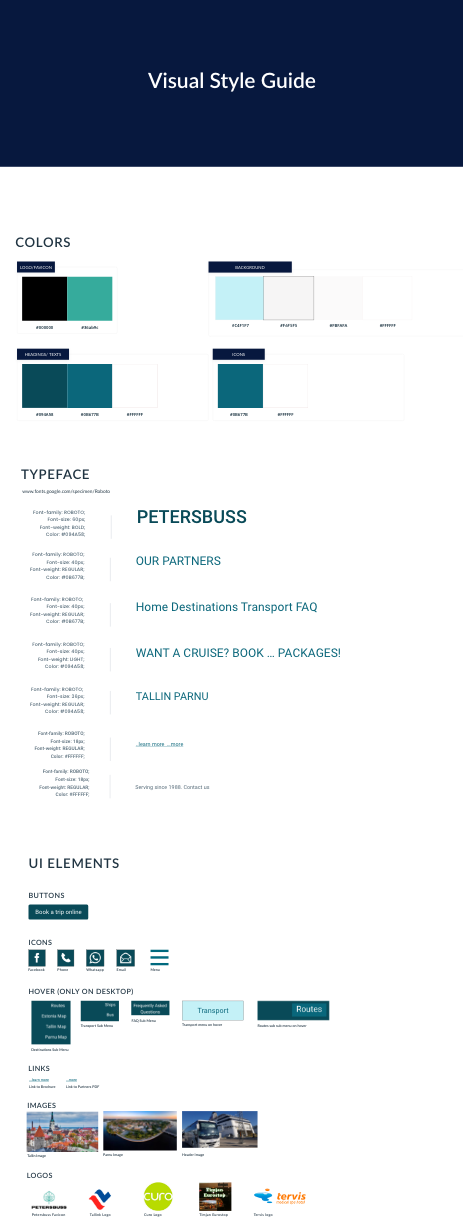 Visual Style Guide
COLORS
LOGO/FAVICON
#000000
#36ab9c
BACKGROUND
#C4F1F7
#F5F5F5
#FBFAFA
#FFFFFF
HEADINGS/ TEXTS
#094A58
#0B677B
#FFFFFF
ICONS
#0B677B
#FFFFFF
TYPEFACE
www.fonts.google.com/specimen/Roboto
Font-family: ROBOTO;
Font-size: 60px;
Font-weight: BOLD;
Color: #094A58;
PETERSBUSS
Font-family: ROBOTO;
Font-size: 40px;
Font-weight: REGULAR;
Color: #0B677B;
OUR PARTNERS
Font-family: ROBOTO;
Font-size: 40px;
Font-weight: REGULAR;
Color: #0B677B;
Home Destinations Transport FAQ
Font-family: ROBOTO;
Font-size: 40px;
Font-weight: LIGHT;
Color: #094A58;
WANT A CRUISE? BOOK ... PACKAGES!
Font-family: ROBOTO;
Font-size: 38px;
Font-weight: REGULAR;
Color: #094A58;
TALLIN PARNU
Font-family: ROBOTO;
Font-size: 18px;
Font-weight: REGULAR;
Color: #FFFFFF;
...learn more ...more
Font-family: ROBOTO;
Font-size: 18px;
Font-weight: REGULAR;
Color: #FFFFFF;
Serving since 1988. Contact us
UI ELEMENTS
BUTTONS
Book a trip online
ICONS
Facebook
Phone
Whatsapp
Email
Menu
HOVER (ONLY ON DESKTOP)
Routes
Estonia Map
Tallin Map
Parnu Map
Destinations Sub Menu
Ships
Bus
Transport Sub Menu
Frequently Asked
Questions
FAQ Sub Menu
Transport
Transport menu on hover
Routes
Routes sub sub menu on hover
LINKS
...learn more
Link to Brochure
...more
Link to Partners PDF
IMAGES
Tallin Image
Parnu Image
Header Image
LOGOS
PETERSBUSS
Petersbuss Favicon
Tallink Logo
curo
Curo logo
Tinjan
Eurostop
Tinjan Eurostop
tervis
Tervis logo